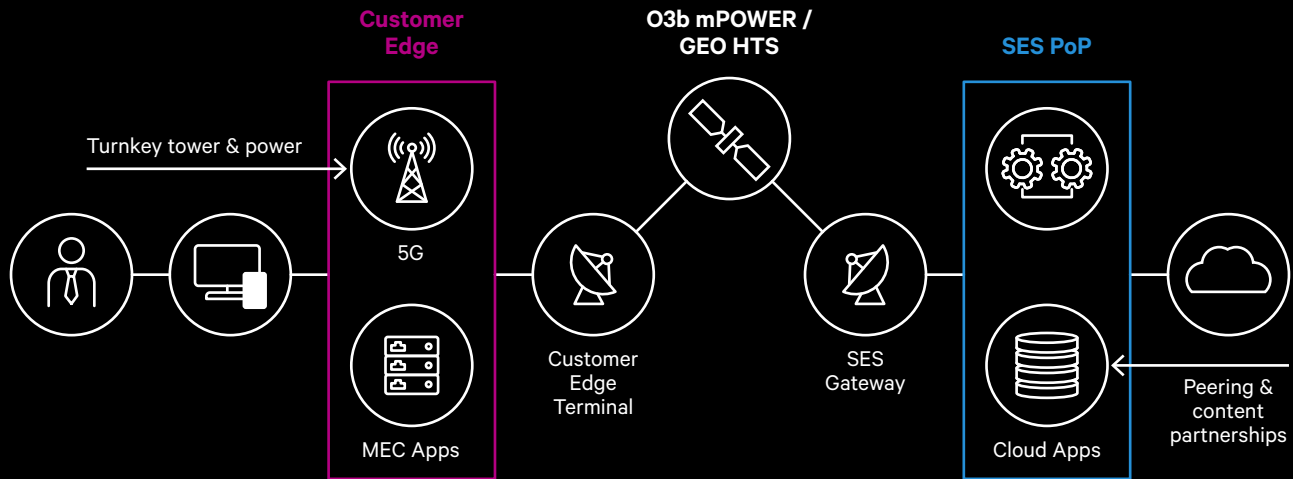 Customer
Edge
O3b mPOWER /
GEO HTS
SES PoP
Turnkey tower & power
5G
MEC Apps
Customer
Edge
Terminal
SES
Gateway
Cloud Apps
Peering &
content
partnerships